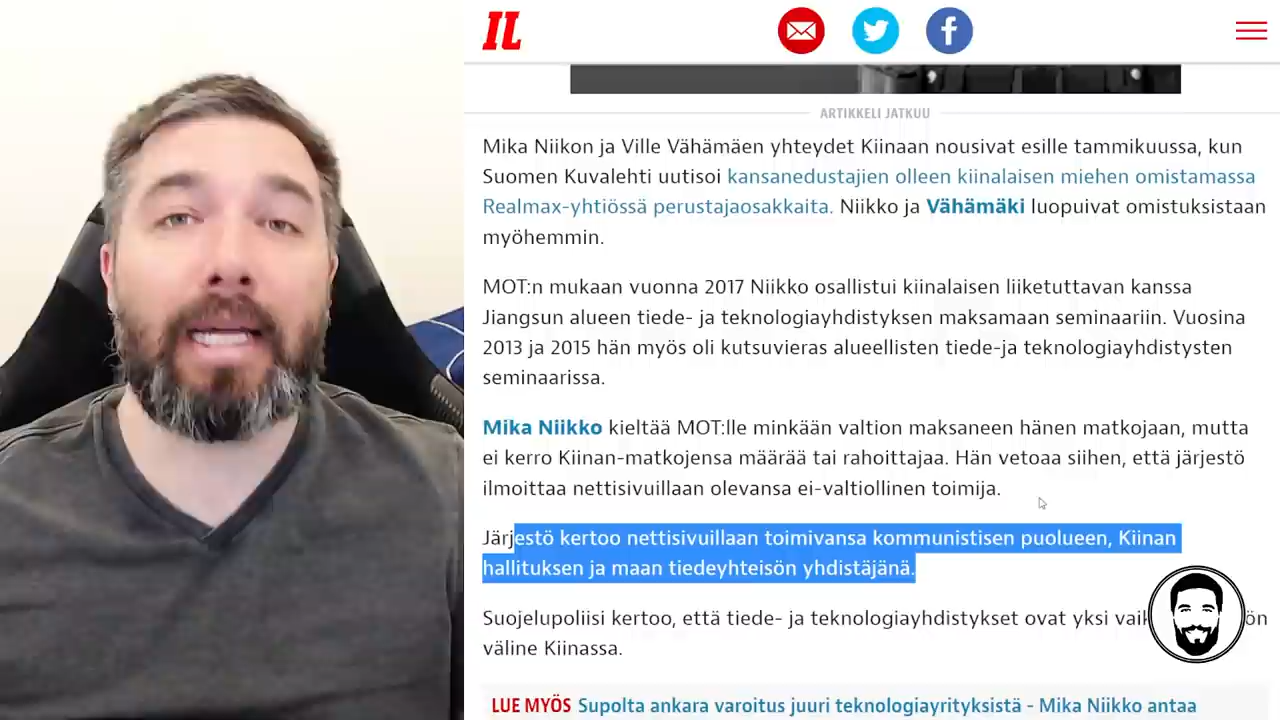 IL
ARTIKKELI JATKUU
Mika Niikon ja Ville Vähämäen yhteydet Kiinaan nousivat esille tammikuussa, kun
Suomen Kuvalehti uutisoi kansanedustajien olleen kiinalaisen miehen omistamassa
Realmax-yhtiössä perustajaosakkaita. Niikko ja Vähämäki luopuivat omistuksistaan
myöhemmin.
MOT:n mukaan vuonna 2017 Niikko osallistui kiinalaisen liiketuttavan kanssa
Jiangsun alueen tiede- ja teknologiayhdistyksen maksamaan seminaariin. Vuosina
2013 ja 2015 hän myös oli kutsuvieras alueellisten tiede-ja teknologiayhdistysten
seminaarissa.
Mika Niikko kieltää MOT:lle minkään valtion maksaneen hänen matkojaan, mutta
ei kerro Kiinan-matkojensa määrää tai rahoittajaa. Hän vetoaa siihen, että järjestö
ilmoittaa nettisivuillaan olevansa ei-valtiollinen toimija.
Järjestö kertoo nettisivuillaan toimivansa kommunistisen puolueen, Kiinan
hallituksen ja maan tiedeyhteisön yhdistäjänä.
Suojelupoliisi kertoo, että tiede- ja teknologiayhdistykset ovat yksi
väline Kiinassa.
LUE MYÖS Supolta ankara varoitus juuri teknologiayrityksistä - Mika Niikko antaa